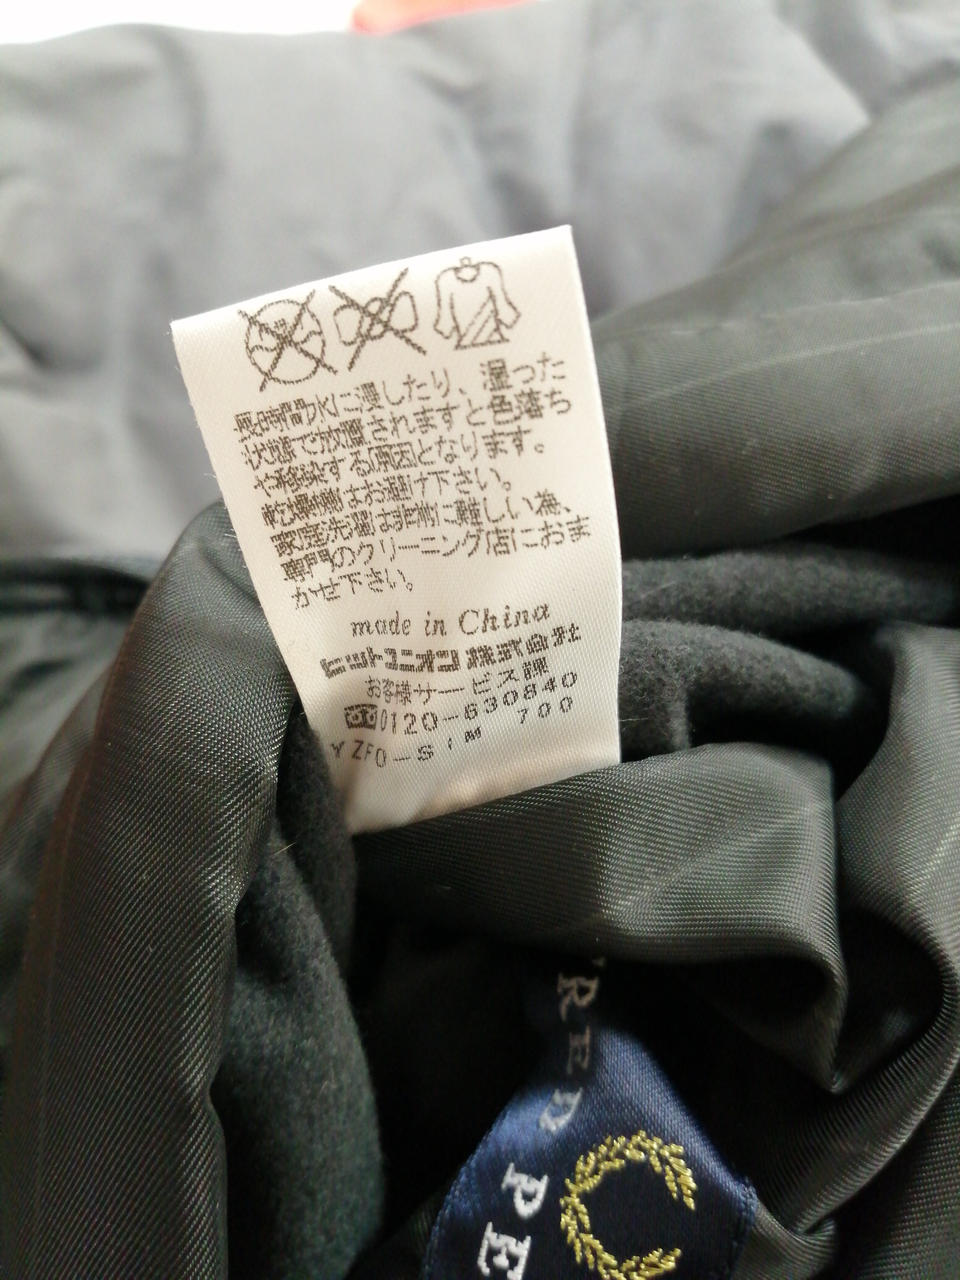 長時間水に浸したり、湿った
状態で放置されますと色落ち
や移染する原因となります。
乾燥機はお避け下さい。
家庭洗濯は非常に難しい為、
専門のクリーニング店におま
かせ下さい。
made in China
ヒットユニオン株式会社
お客様サービス課
☎0120-630840
YZFO-S'M 700
RED
PE